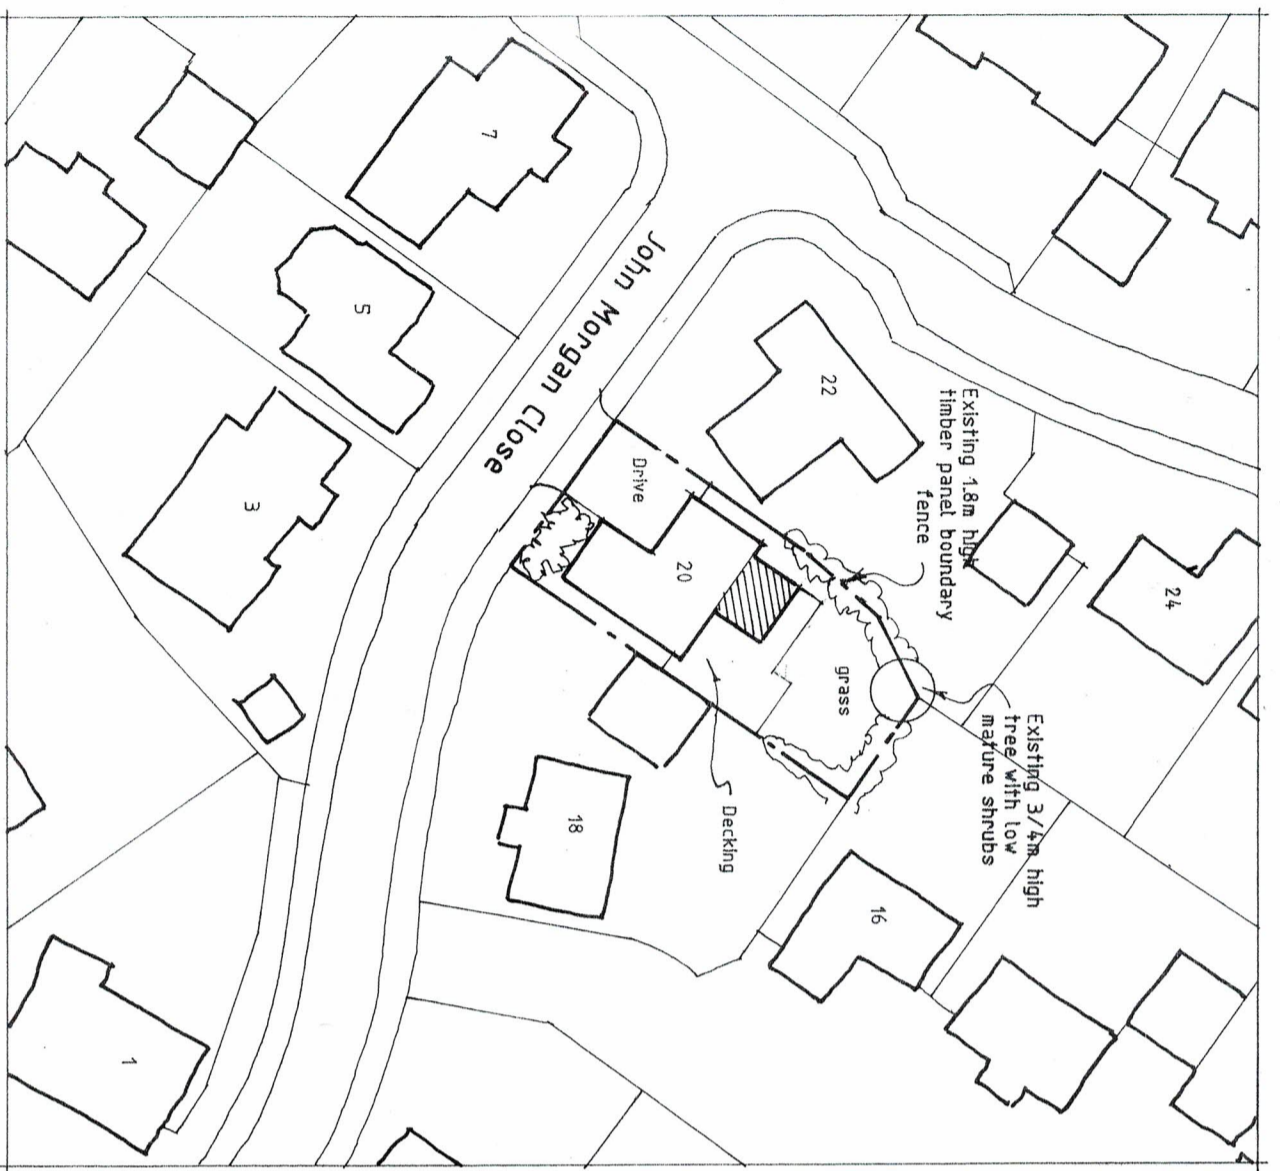 7
5
3
1
John Morgan Close
22
Existing 1.8m high
timber panel boundary
fence
Drive
20
grass
24
Existing 3/4m high
tree with low
mature shrubs
Decking
18
16